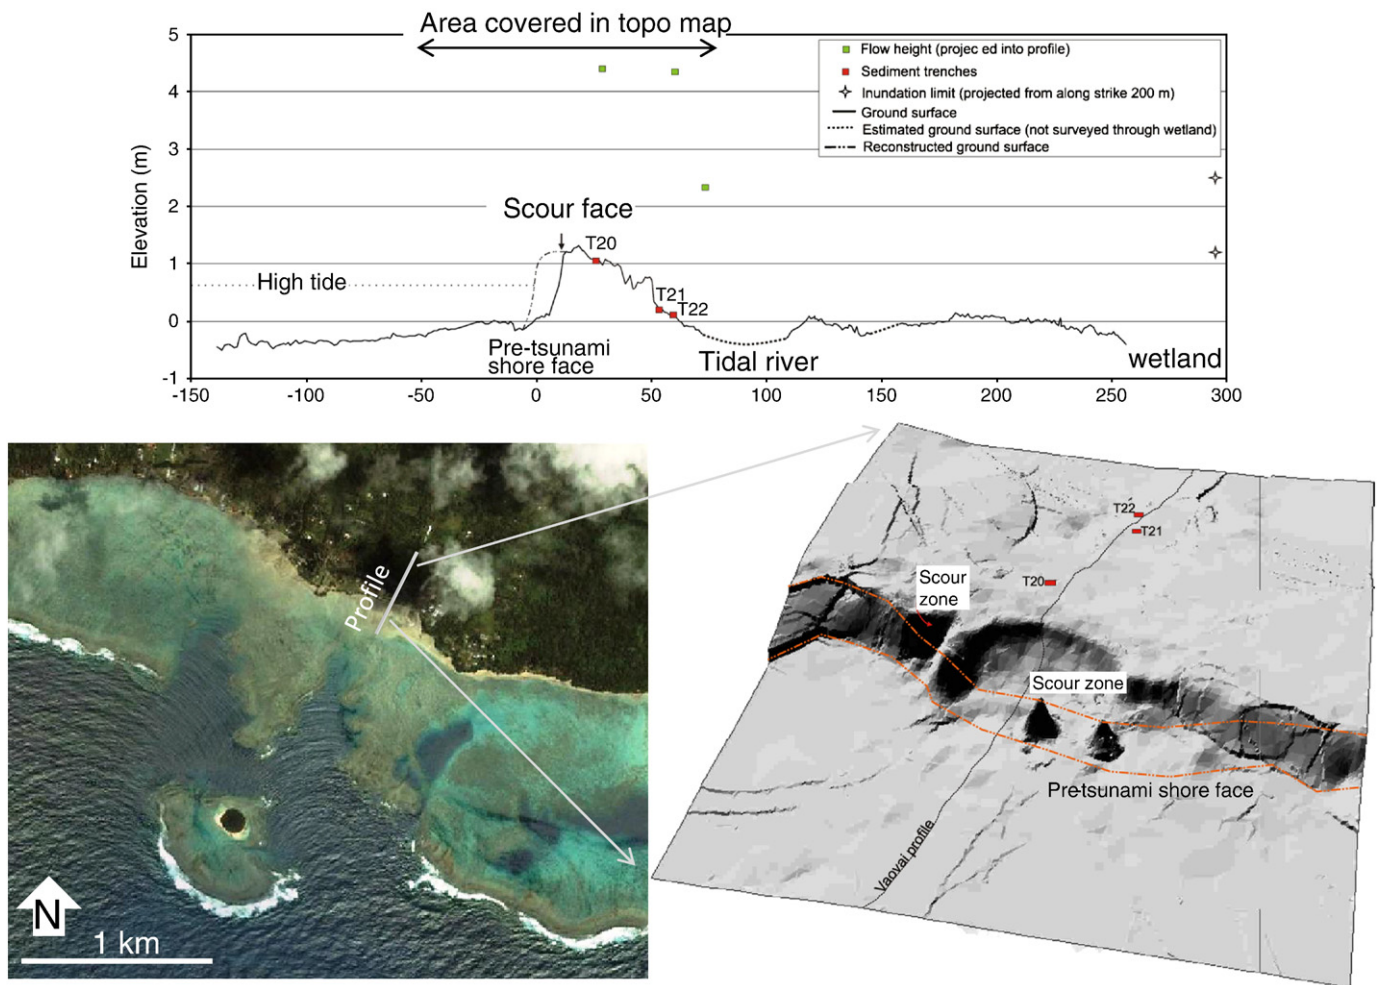 Area covered in topo map
5
4
3
2
1
0
-1
Elevation (m)
Flow height (projec ed into profile)
Sediment trenches
Inundation limit (projected from along strike 200 m)
Ground surface
Estimated ground surface (not surveyed through wetland)
Reconstructed ground surface
Scour face
T20
High tide
T21
T22
Pre-tsunami
shore face
Tidal river
wetland
-150
-100
-50
0
50
100
150
200
250
300
Profile
N
1 km
T22
T21
T20
Scour
zone
Scour zone
Pre-tsunami shore face
Vaovai profile